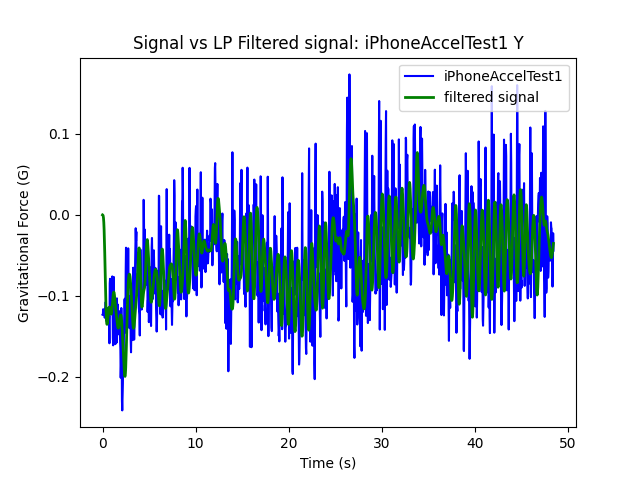 Signal vs LP Filtered signal: iPhoneAccelTest1 Y
iPhoneAccelTest1
filtered signal
Gravitational Force (G)
0.1
0.0
−0.1
−0.2
0 10 20 30 40 50
Time (s)